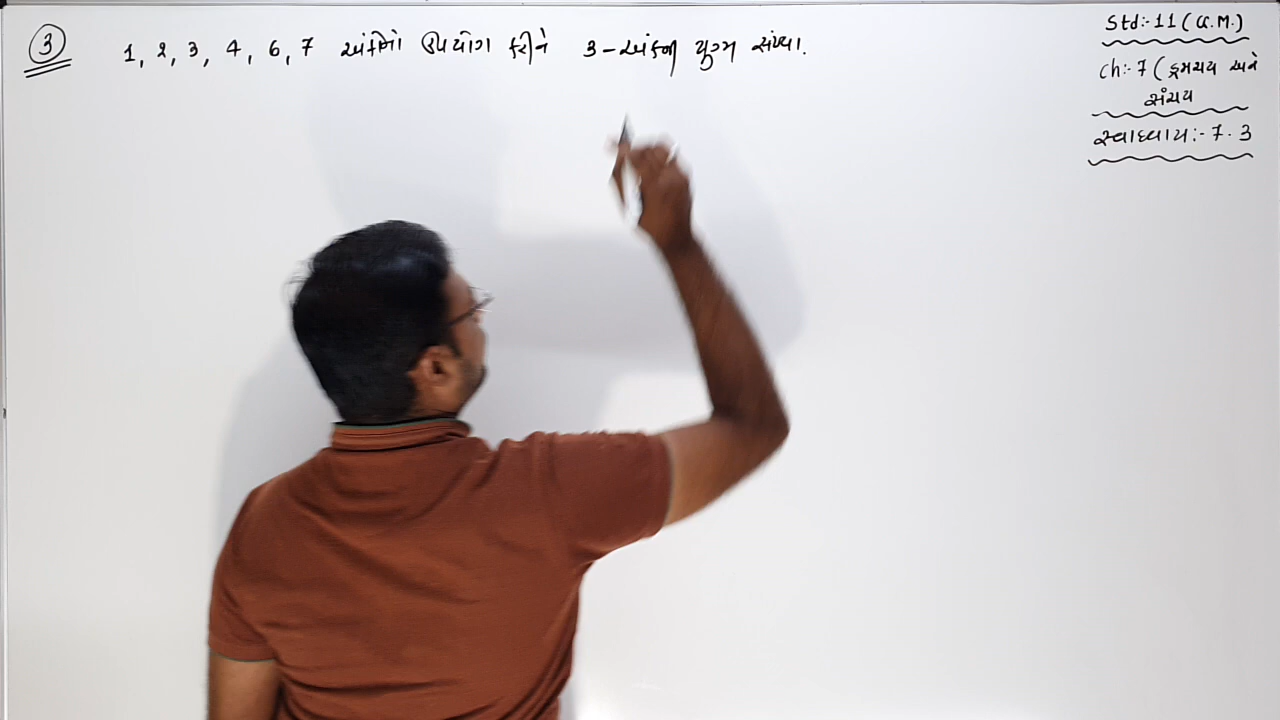 ③ 1, 2, 3, 4, 6, 7 અંકોનો ઉપયોગ કરીને 3-અંકની યુગ્મ સંખ્યા.
Std:- 11 (G.M.)
ch:- 7 (ક્રમચય અને
સંચય
સ્વાધ્યાય:- 7.3